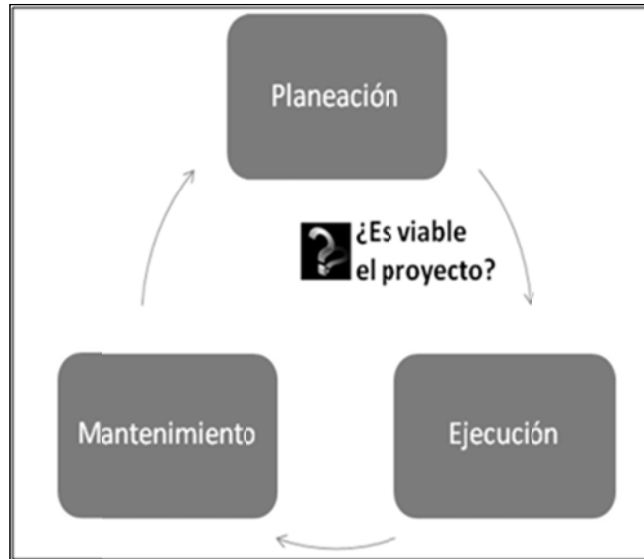 Planeación
¿Es viable
el proyecto?
Mantenimiento
Ejecución